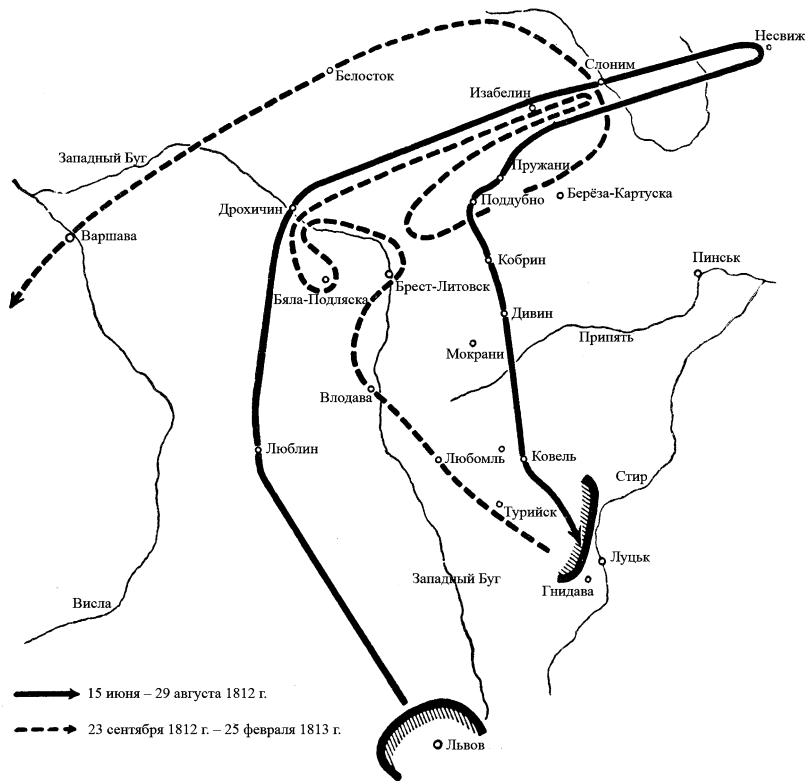 Несвиж
Слоним
Белосток
Изабелин
Западный Буг
Пружани
Берёза-Картуска
Поддубно
Дрохичин
Варшава
Кобрин
Пинськ
Брест-Литовск
Бяла-Подляска
Дивин
Припять
Мокрани
Влодава
Люблин
Любомль
Ковель
Стир
Турийск
Луцьк
Западный Буг
Гнидава
Висла
15 июня – 29 августа 1812 г.
23 сентября 1812 г. – 25 февраля 1813 г.
Львов